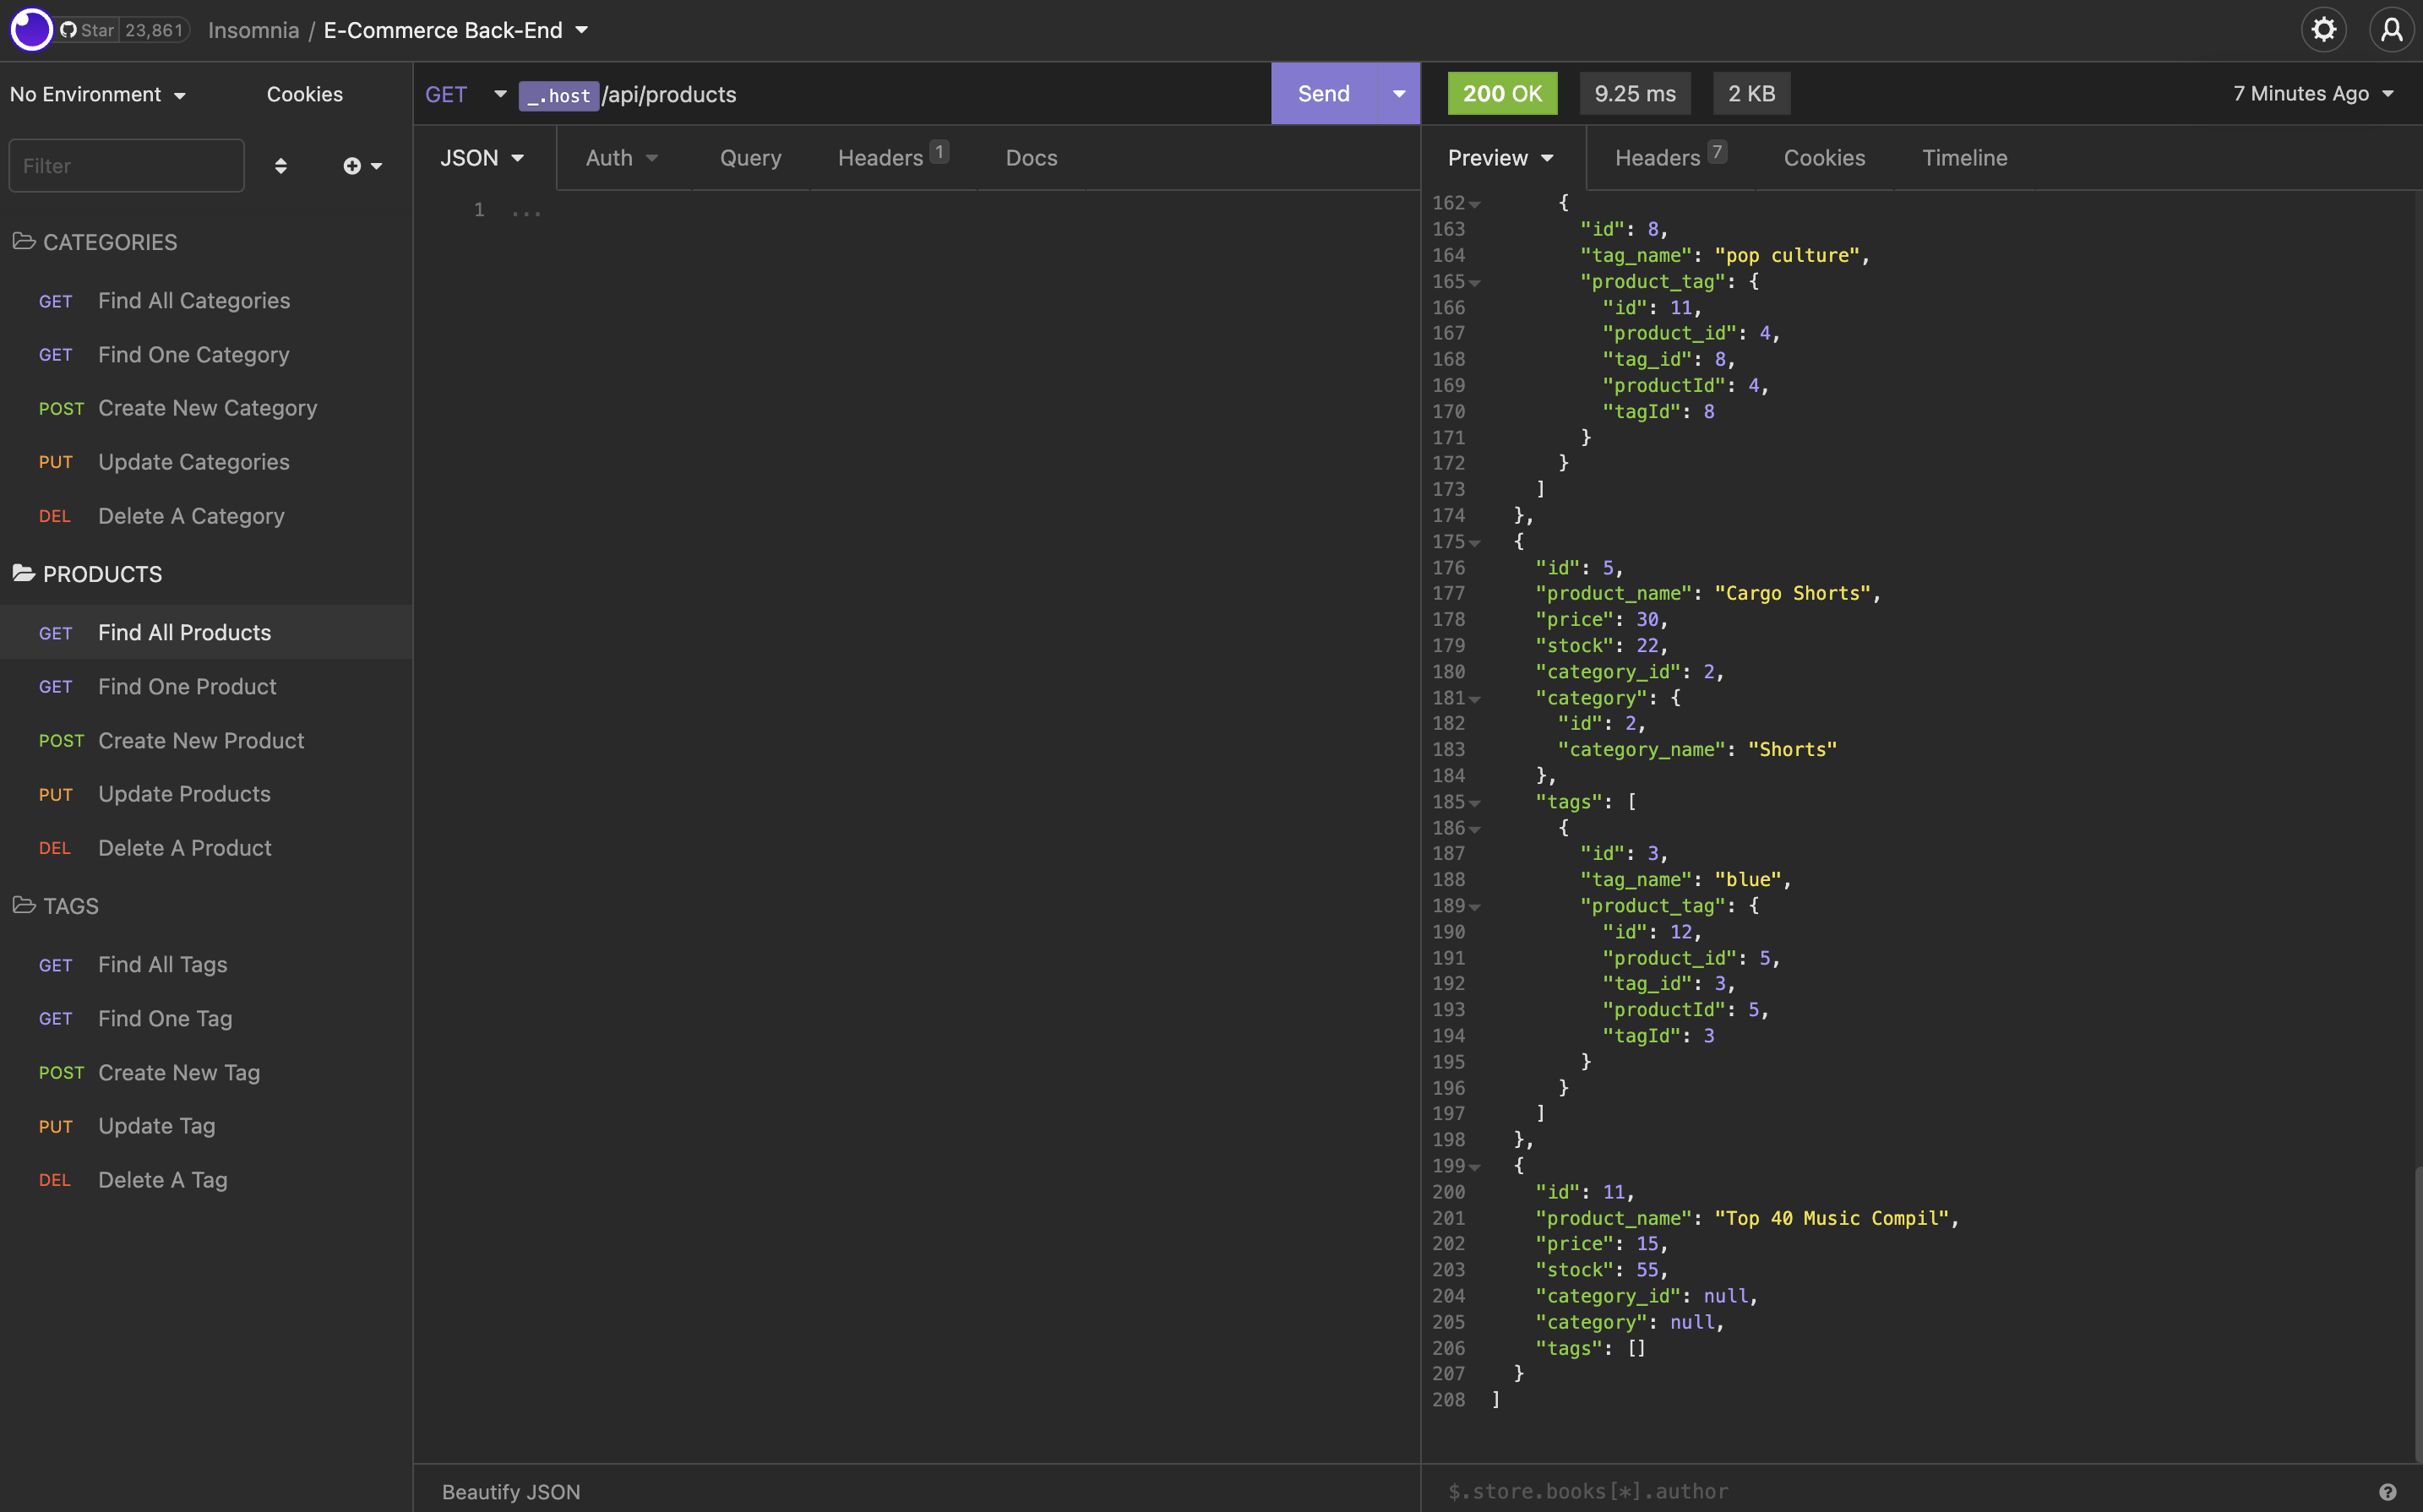 Star 23,861 Insomnia / E-Commerce Back-End
No Environment Cookies
Filter
CATEGORIES
GET Find All Categories
GET Find One Category
POST Create New Category
PUT Update Categories
DEL Delete A Category
PRODUCTS
GET Find All Products
GET Find One Product
POST Create New Product
PUT Update Products
DEL Delete A Product
TAGS
GET Find All Tags
GET Find One Tag
POST Create New Tag
PUT Update Tag
DEL Delete A Tag
GET _.host/api/products Send
JSON Auth Query Headers 1 Docs
1 ...
Beautify JSON
200 OK 9.25 ms 2 KB 7 Minutes Ago
Preview Headers 7 Cookies Timeline
162 {
163 "id": 8,
164 "tag_name": "pop culture",
165 "product_tag": {
166 "id": 11,
167 "product_id": 4,
168 "tag_id": 8,
169 "productId": 4,
170 "tagId": 8
171 }
172 }
173 ]
174 },
175 {
176 "id": 5,
177 "product_name": "Cargo Shorts",
178 "price": 30,
179 "stock": 22,
180 "category_id": 2,
181 "category": {
182 "id": 2,
183 "category_name": "Shorts"
184 },
185 "tags": [
186 {
187 "id": 3,
188 "tag_name": "blue",
189 "product_tag": {
190 "id": 12,
191 "product_id": 5,
192 "tag_id": 3,
193 "productId": 5,
194 "tagId": 3
195 }
196 }
197 ]
198 },
199 {
200 "id": 11,
201 "product_name": "Top 40 Music Compil",
202 "price": 15,
203 "stock": 55,
204 "category_id": null,
205 "category": null,
206 "tags": []
207 }
208 ]
$.store.books[*].author